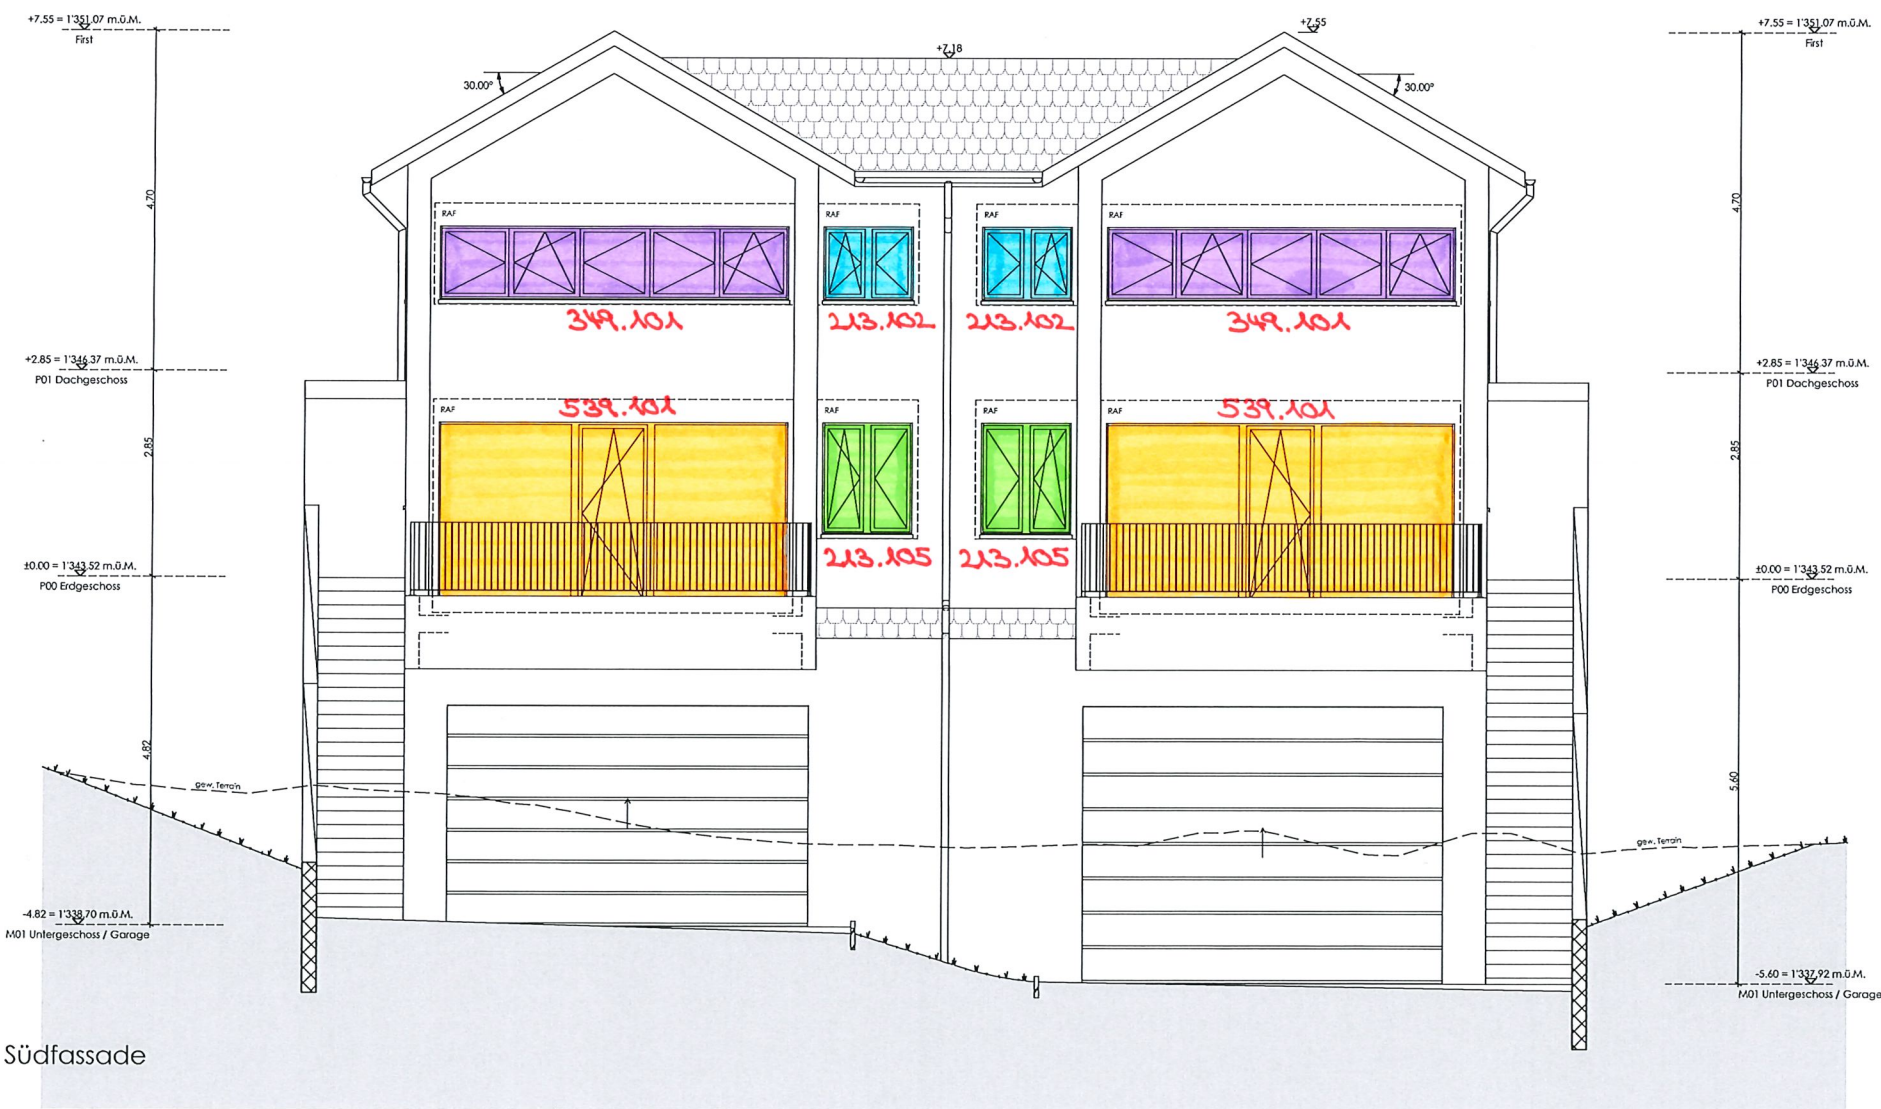 +7.55 = 1'351.07 m.ü.M.
First
+7.55
+7.55 = 1'351.07 m.ü.M.
First
+7.18
30.00°
30.00°
4.70
4.70
RAF
RAF
RAF
RAF
349.101
213.102
213.102
349.101
+2.85 = 1'346.37 m.ü.M.
P01 Dachgeschoss
+2.85 = 1'346.37 m.ü.M.
P01 Dachgeschoss
RAF
539.101
RAF
RAF
RAF
539.101
2.85
2.85
213.105
213.105
±0.00 = 1'343.52 m.ü.M.
P00 Erdgeschoss
±0.00 = 1'343.52 m.ü.M.
P00 Erdgeschoss
4.82
5.60
gew. Terrain
gew. Terrain
-4.82 = 1'338.70 m.ü.M.
M01 Untergeschoss / Garage
-5.60 = 1'337.92 m.ü.M.
M01 Untergeschoss / Garage
Südfassade